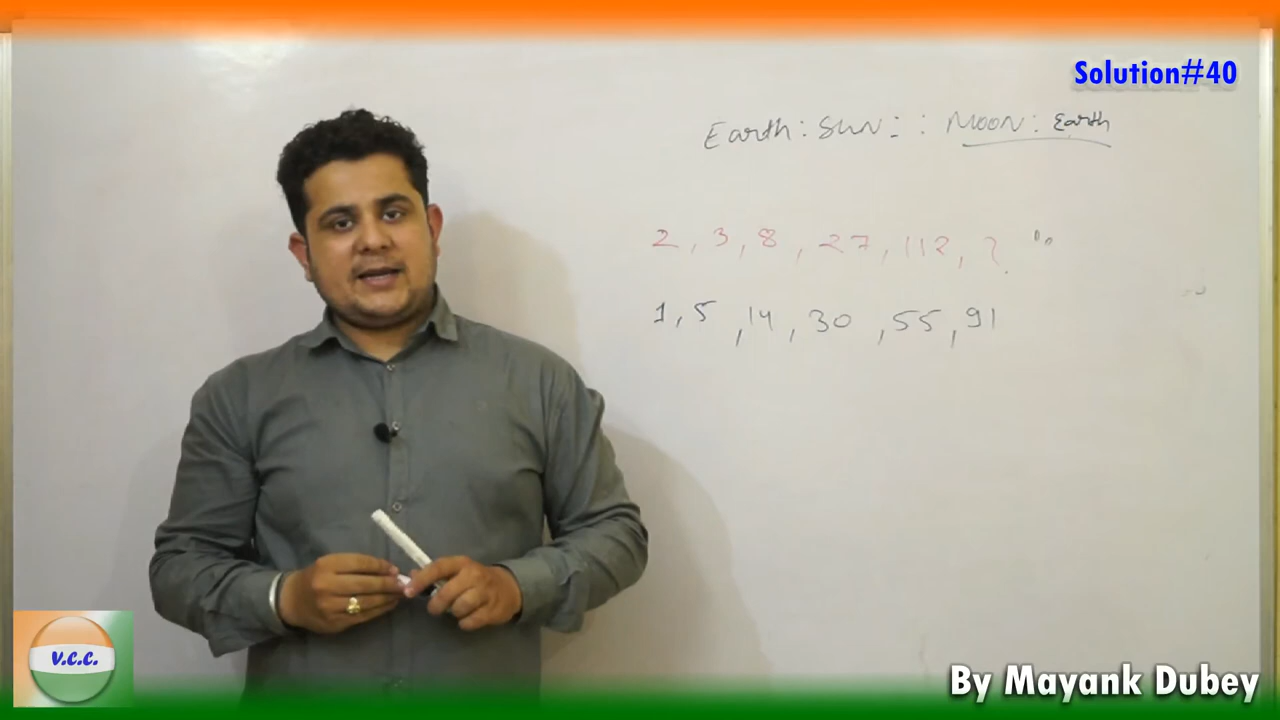 Solution#40
Earth : Sun : : Moon : Earth
2 , 3 , 8 , 27 , 112 , ?
1 , 5 , 14 , 30 , 55 , 91
V.C.C.
By Mayank Dubey